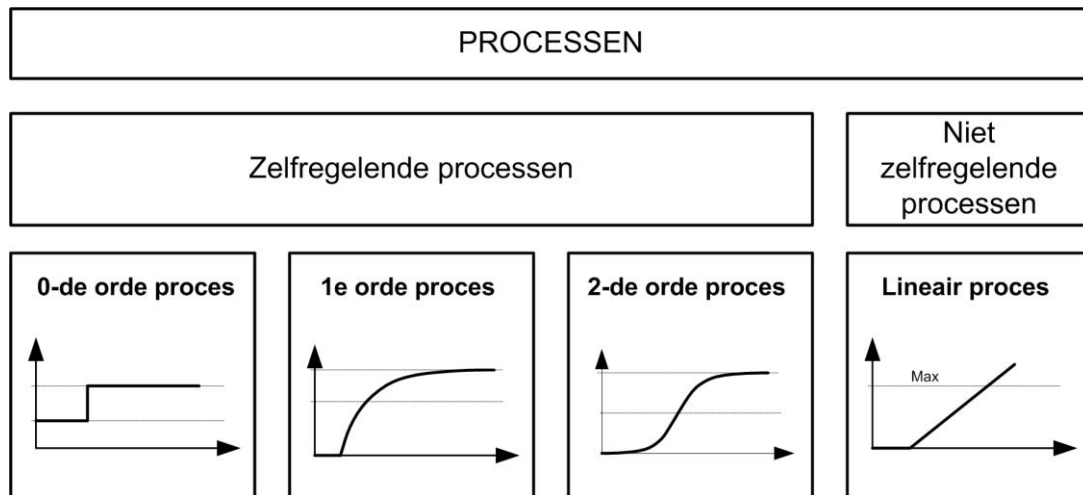 PROCESSEN
Zelfregelende processen
Niet
zelfregelende
processen
0-de orde proces
1e orde proces
2-de orde proces
Lineair proces
Max